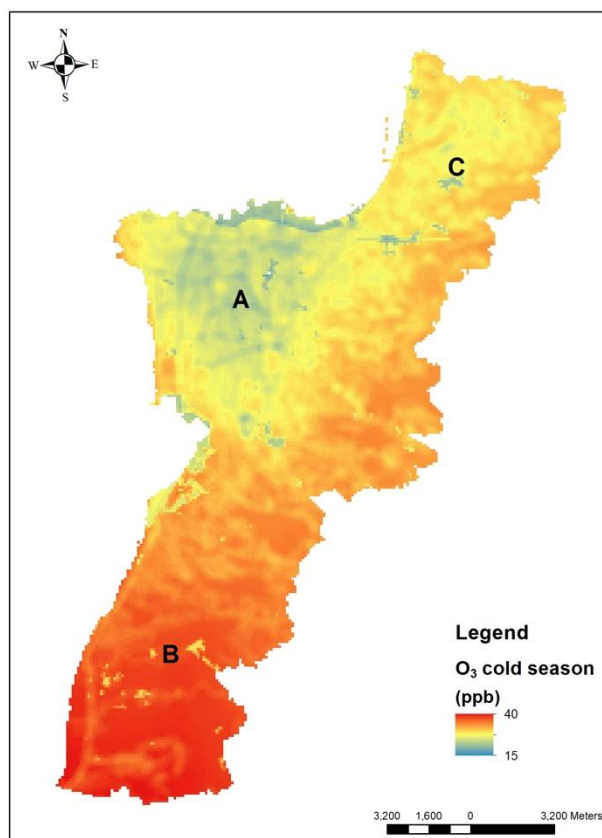 N
W E
S
C
A
B
Legend
O₃ cold season
(ppb)
40
15
3,200 1,600 0 3,200 Meters